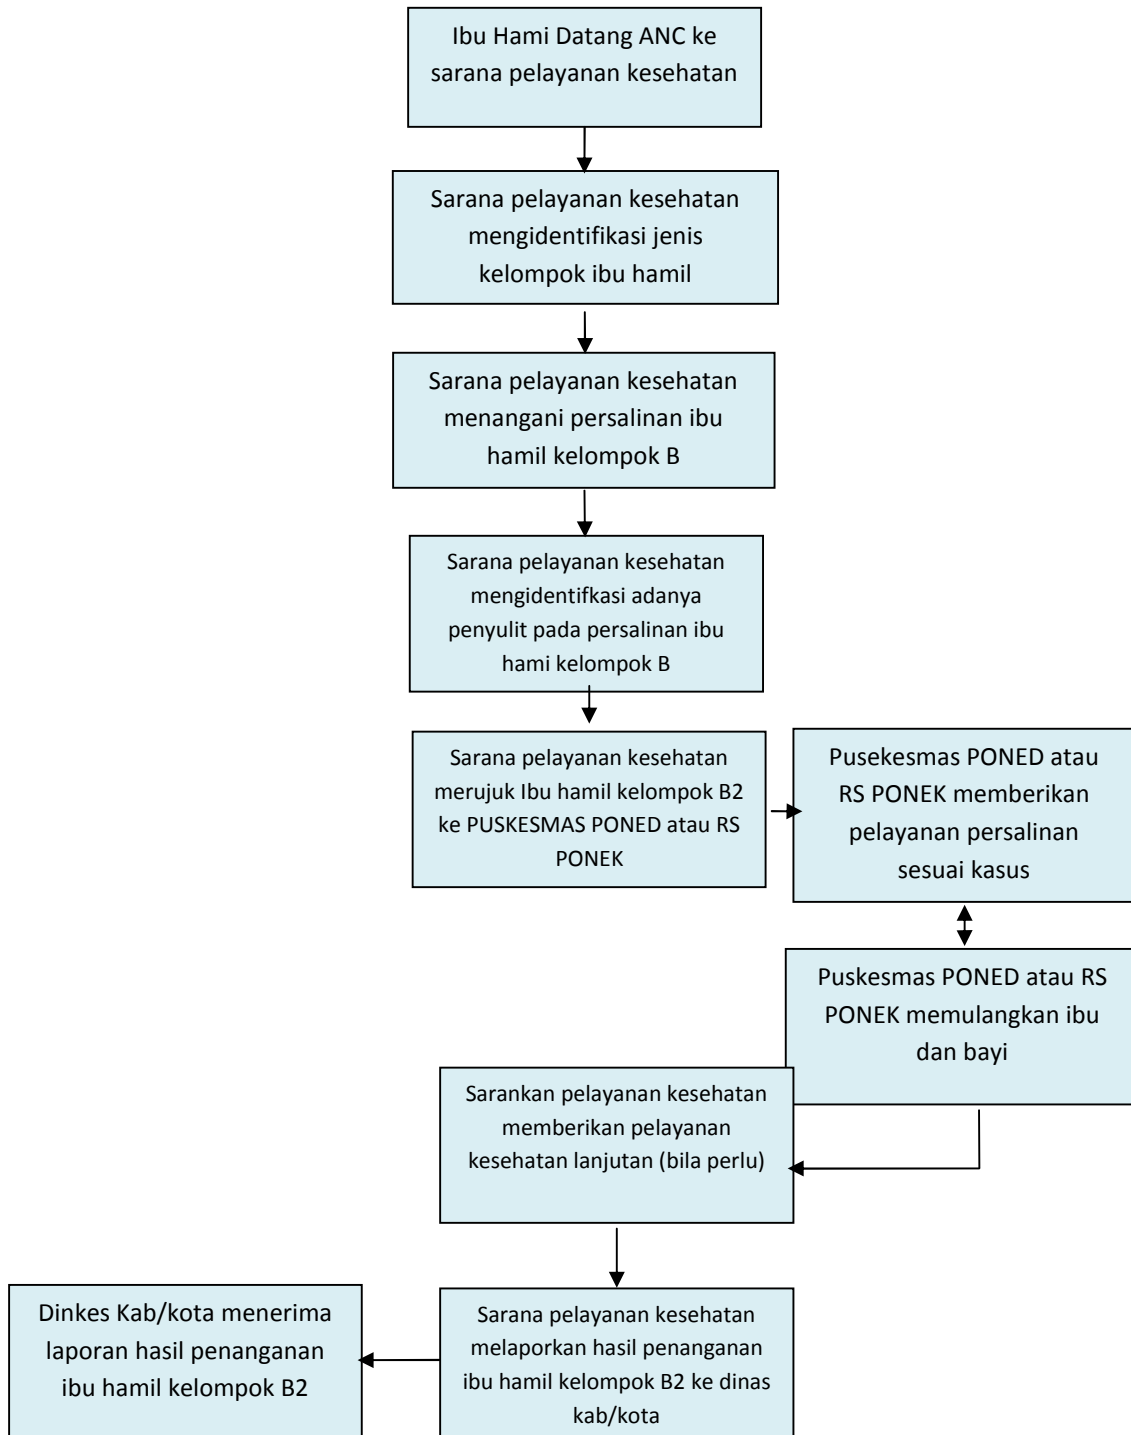 Ibu Hami Datang ANC ke
sarana pelayanan kesehatan
Sarana pelayanan kesehatan
mengidentifikasi jenis
kelompok ibu hamil
Sarana pelayanan kesehatan
menangani persalinan ibu
hamil kelompok B
Sarana pelayanan kesehatan
mengidentifkasi adanya
penyulit pada persalinan ibu
hami kelompok B
Sarana pelayanan kesehatan
merujuk Ibu hamil kelompok B2
ke PUSKESMAS PONED atau RS
PONEK
Pusekesmas PONED atau
RS PONEK memberikan
pelayanan persalinan
sesuai kasus
Puskesmas PONED atau RS
PONEK memulangkan ibu
dan bayi
Sarankan pelayanan kesehatan
memberikan pelayanan
kesehatan lanjutan (bila perlu)
Sarana pelayanan kesehatan
melaporkan hasil penanganan
ibu hamil kelompok B2 ke dinas
kab/kota
Dinkes Kab/kota menerima
laporan hasil penanganan
ibu hamil kelompok B2